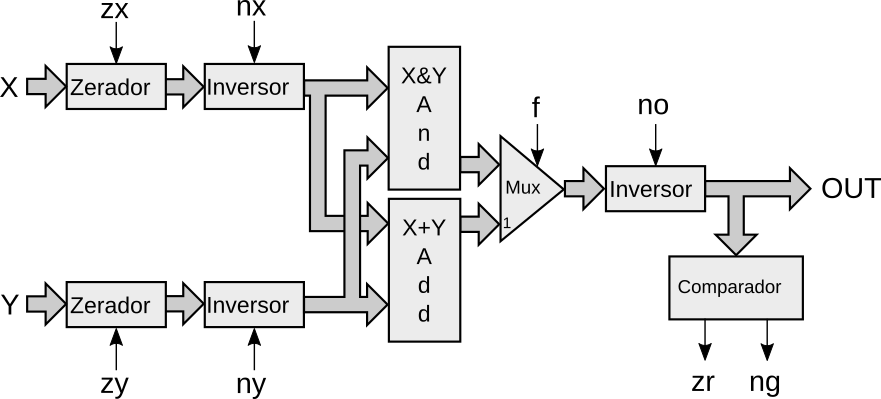 zx
nx
X
Zerador
Inversor
X&Y
A
n
d
f
no
Mux
1
Inversor
OUT
X+Y
A
d
d
Y
Zerador
Inversor
Comparador
zy
ny
zr
ng